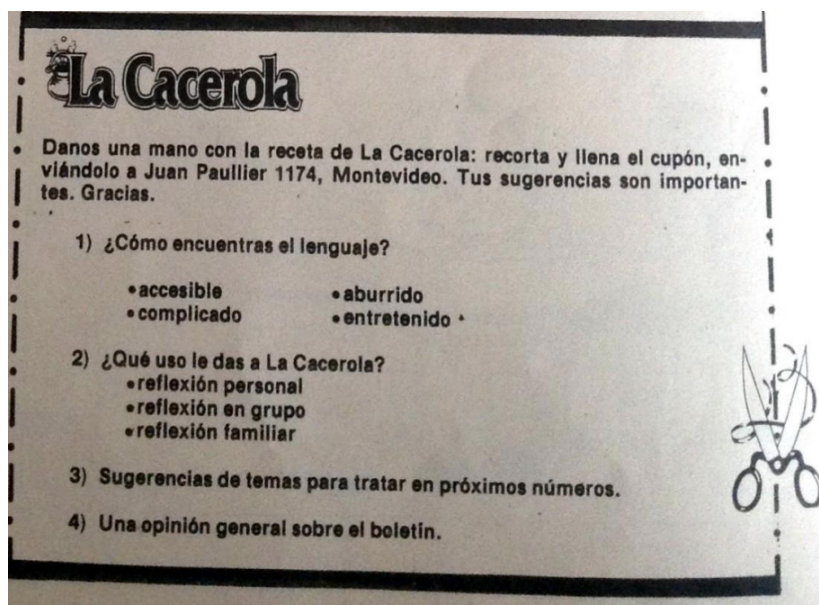 La Cacerola
Danos una mano con la receta de La Cacerola: recorta y llena el cupón, en-
viándolo a Juan Paullier 1174, Montevideo. Tus sugerencias son importan-
tes. Gracias.
1) ¿Cómo encuentras el lenguaje?
•accesible •aburrido
•complicado •entretenido
2) ¿Qué uso le das a La Cacerola?
•reflexión personal
•reflexión en grupo
•reflexión familiar
3) Sugerencias de temas para tratar en próximos números.
4) Una opinión general sobre el boletín.